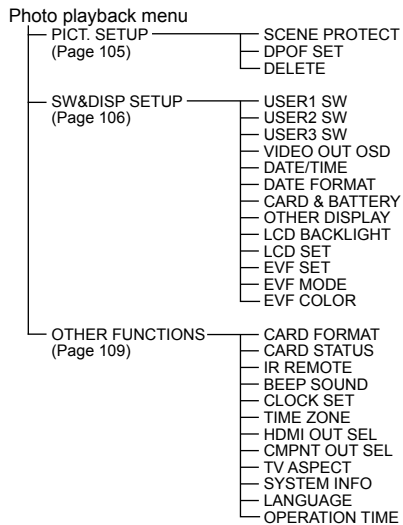 Photo playback menu
PICT. SETUP
(Page 105)
SCENE PROTECT
DPOF SET
DELETE
SW&DISP SETUP
(Page 106)
USER1 SW
USER2 SW
USER3 SW
VIDEO OUT OSD
DATE/TIME
DATE FORMAT
CARD & BATTERY
OTHER DISPLAY
LCD BACKLIGHT
LCD SET
EVF SET
EVF MODE
EVF COLOR
OTHER FUNCTIONS
(Page 109)
CARD FORMAT
CARD STATUS
IR REMOTE
BEEP SOUND
CLOCK SET
TIME ZONE
HDMI OUT SEL
CMPNT OUT SEL
TV ASPECT
SYSTEM INFO
LANGUAGE
OPERATION TIME